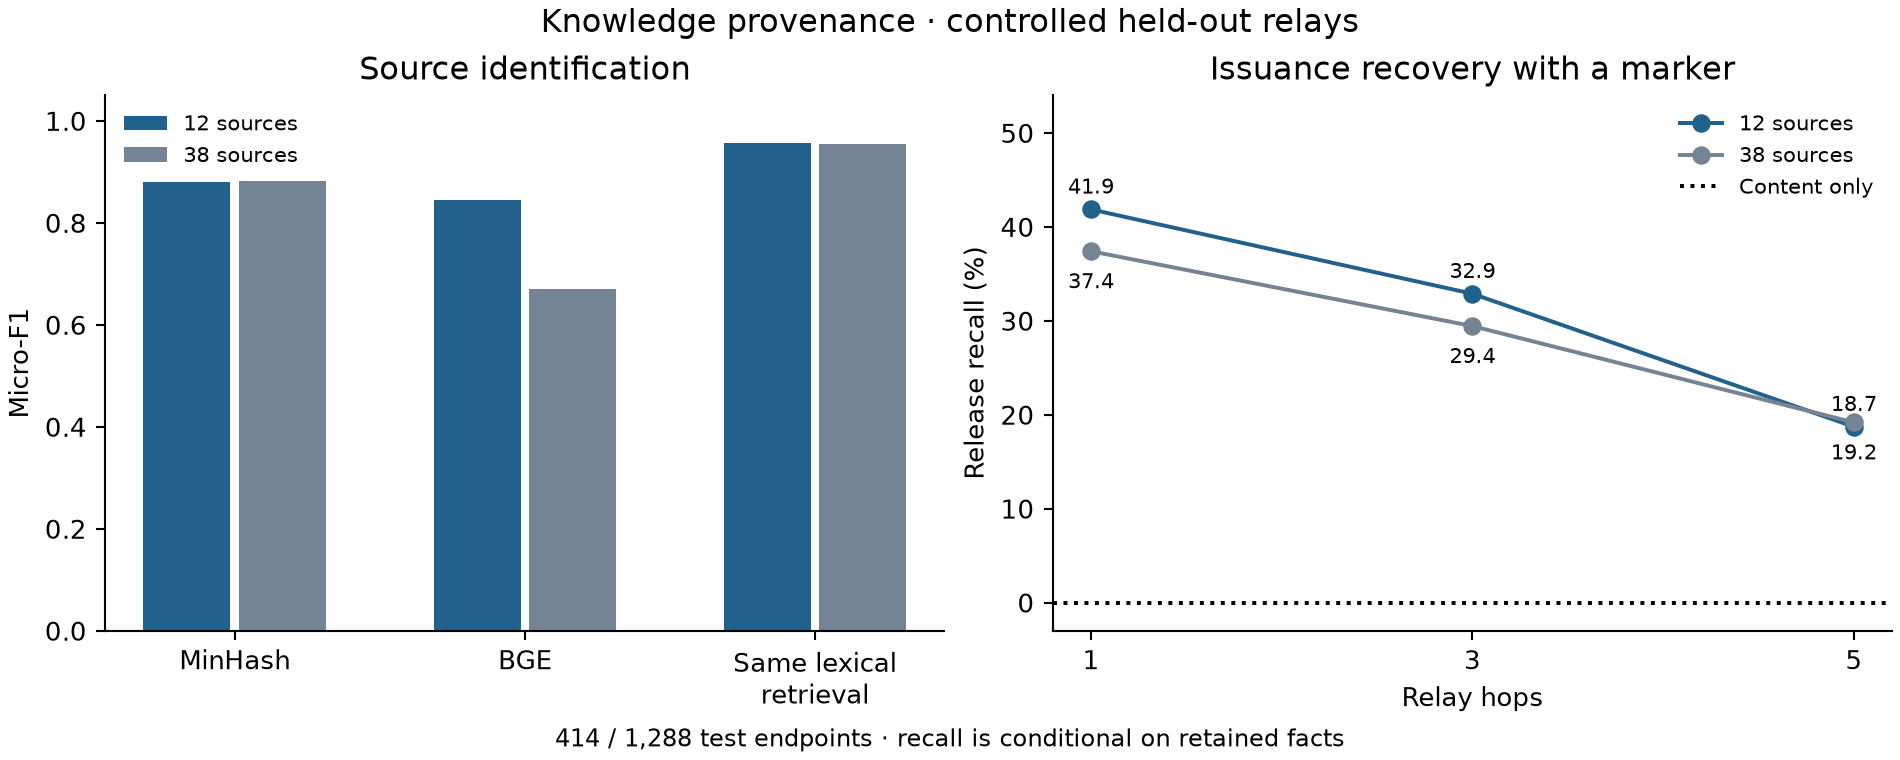 Knowledge provenance · controlled held-out relays
Source identification
12 sources
38 sources
1.0
0.8
0.6
0.4
0.2
0.0
Micro-F1
MinHash
BGE
Same lexical
retrieval
Issuance recovery with a marker
12 sources
38 sources
Content only
50
40
30
20
10
0
Release recall (%)
41.9
37.4
32.9
29.4
18.7
19.2
1
3
5
Relay hops
414 / 1,288 test endpoints · recall is conditional on retained facts